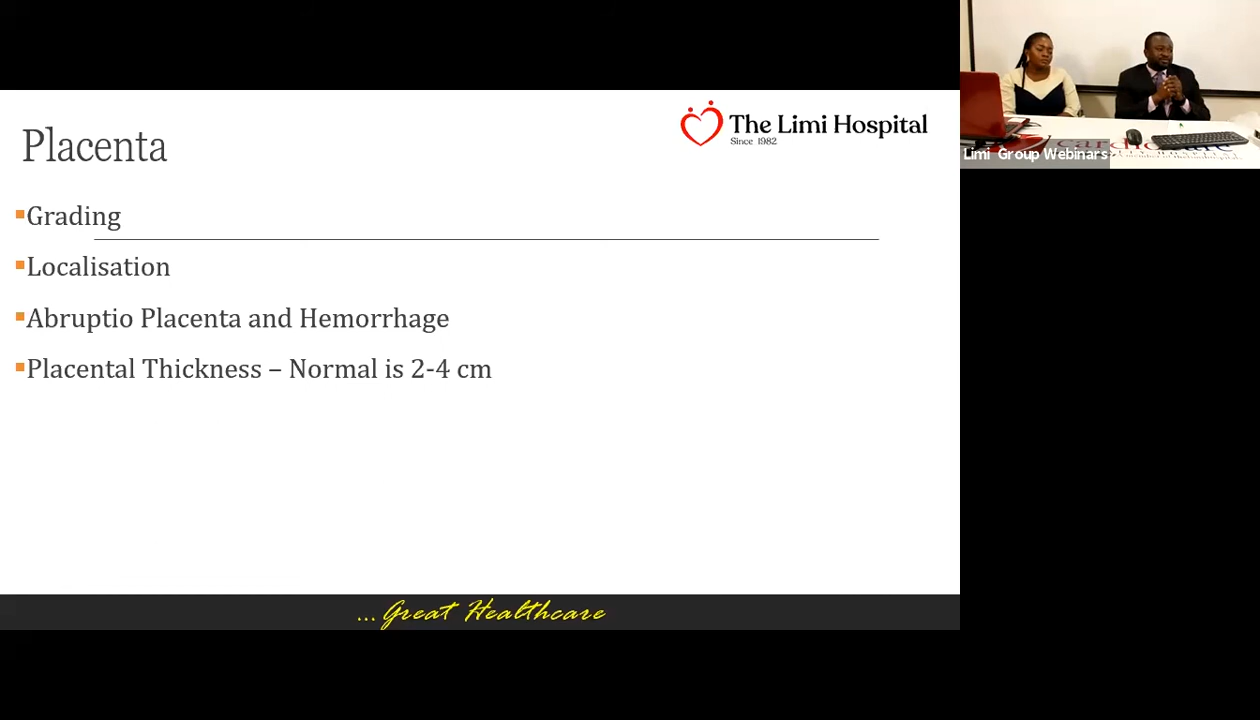 Placenta
The Limi Hospital
Since 1982
Grading
Localisation
Abruptio Placenta and Hemorrhage
Placental Thickness – Normal is 2-4 cm
...Great Healthcare
Limi Group Webinars